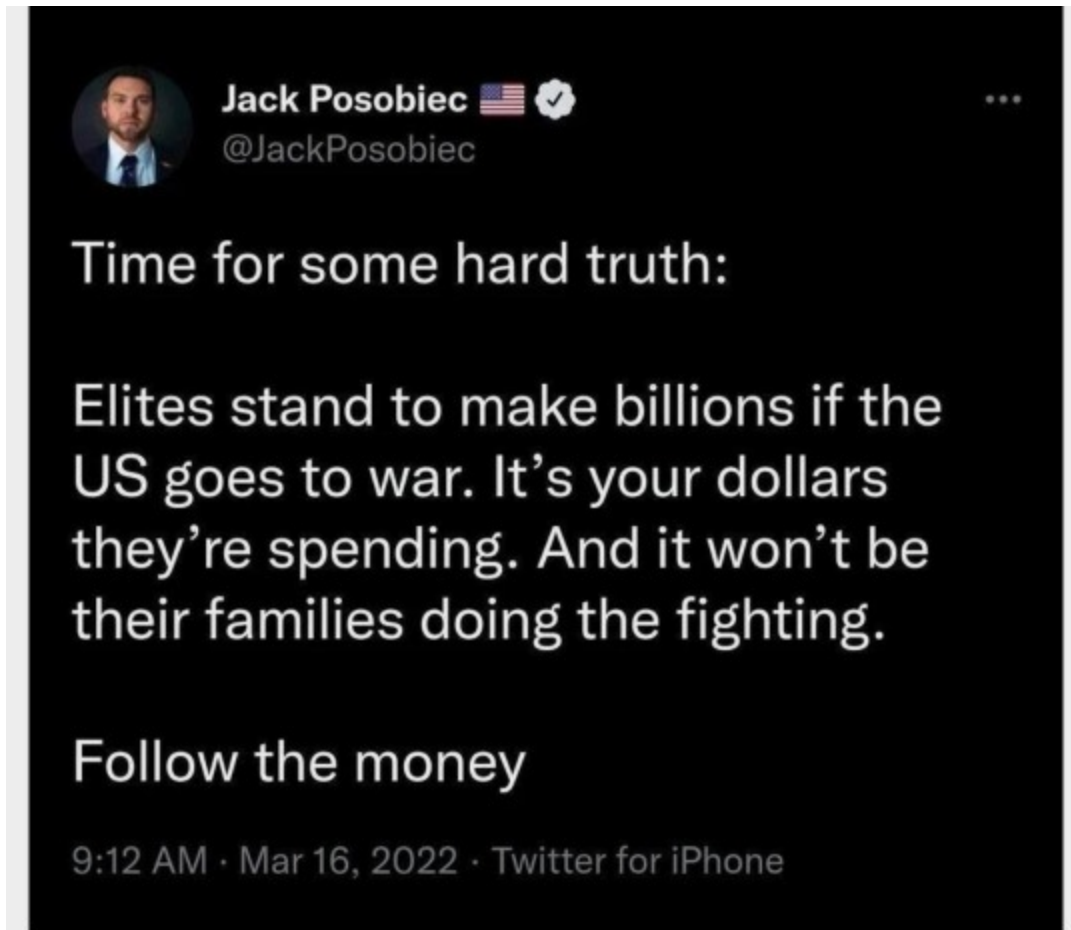 Jack Posobiec 🇺🇸
@JackPosobiec
Time for some hard truth:
Elites stand to make billions if the
US goes to war. It’s your dollars
they’re spending. And it won’t be
their families doing the fighting.
Follow the money
9:12 AM · Mar 16, 2022 · Twitter for iPhone